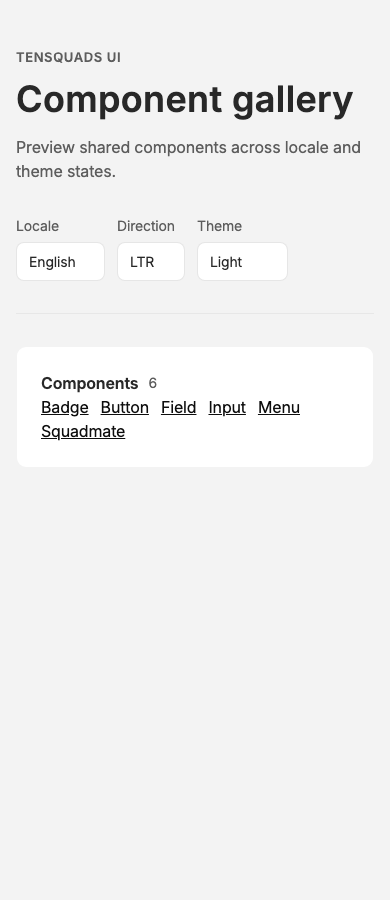 TENSQUADS UI
Component gallery
Preview shared components across locale and
theme states.
Locale Direction Theme
English LTR Light
Components 6
Badge Button Field Input Menu
Squadmate